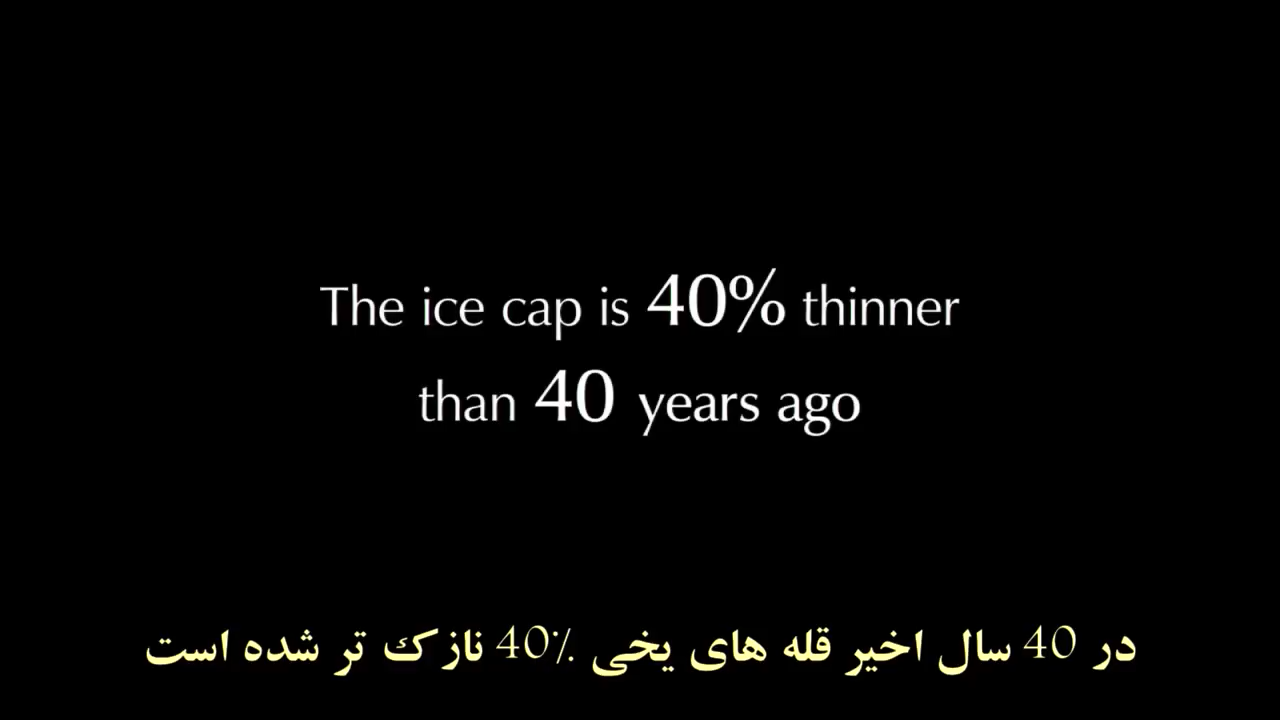 The ice cap is 40% thinner
than 40 years ago
در 40 سال اخیر قله های یخی 40٪ نازک تر شده است